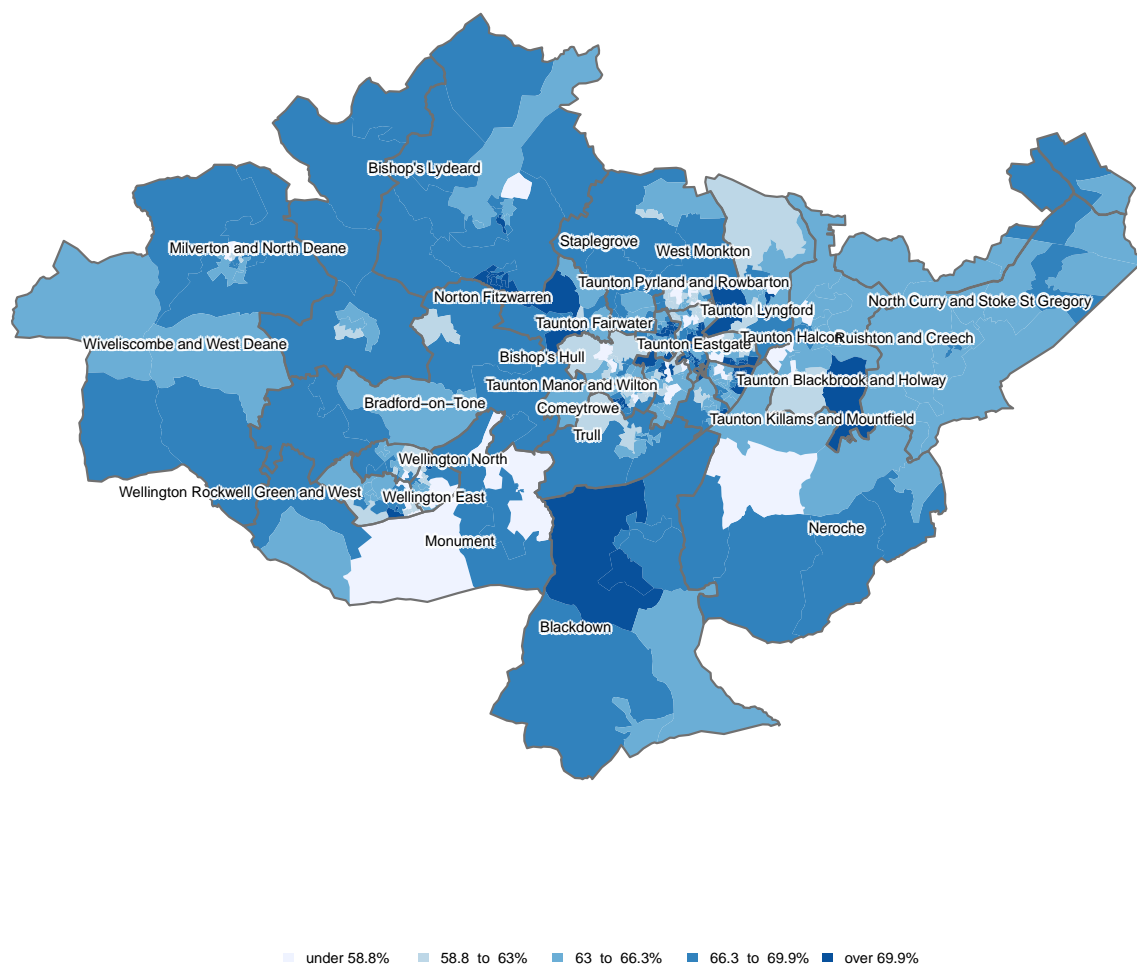 Bishop's Lydeard
Staplegrove
Milverton and North Deane
West Monkton
Taunton Pyrland and Rowbarton
Norton Fitzwarren
North Curry and Stoke St Gregory
Taunton Lyngford
Taunton Fairwater
Taunton Halcon
Ruishton and Creech
Wiveliscombe and West Deane
Taunton Eastgate
Bishop's Hull
Taunton Blackbrook and Holway
Taunton Manor and Wilton
Bradford−on−Tone
Comeytrowe
Taunton Killams and Mountfield
Trull
Wellington North
Wellington Rockwell Green and West
Wellington East
Neroche
Monument
Blackdown
under 58.8% 58.8 to 63% 63 to 66.3% 66.3 to 69.9% over 69.9%